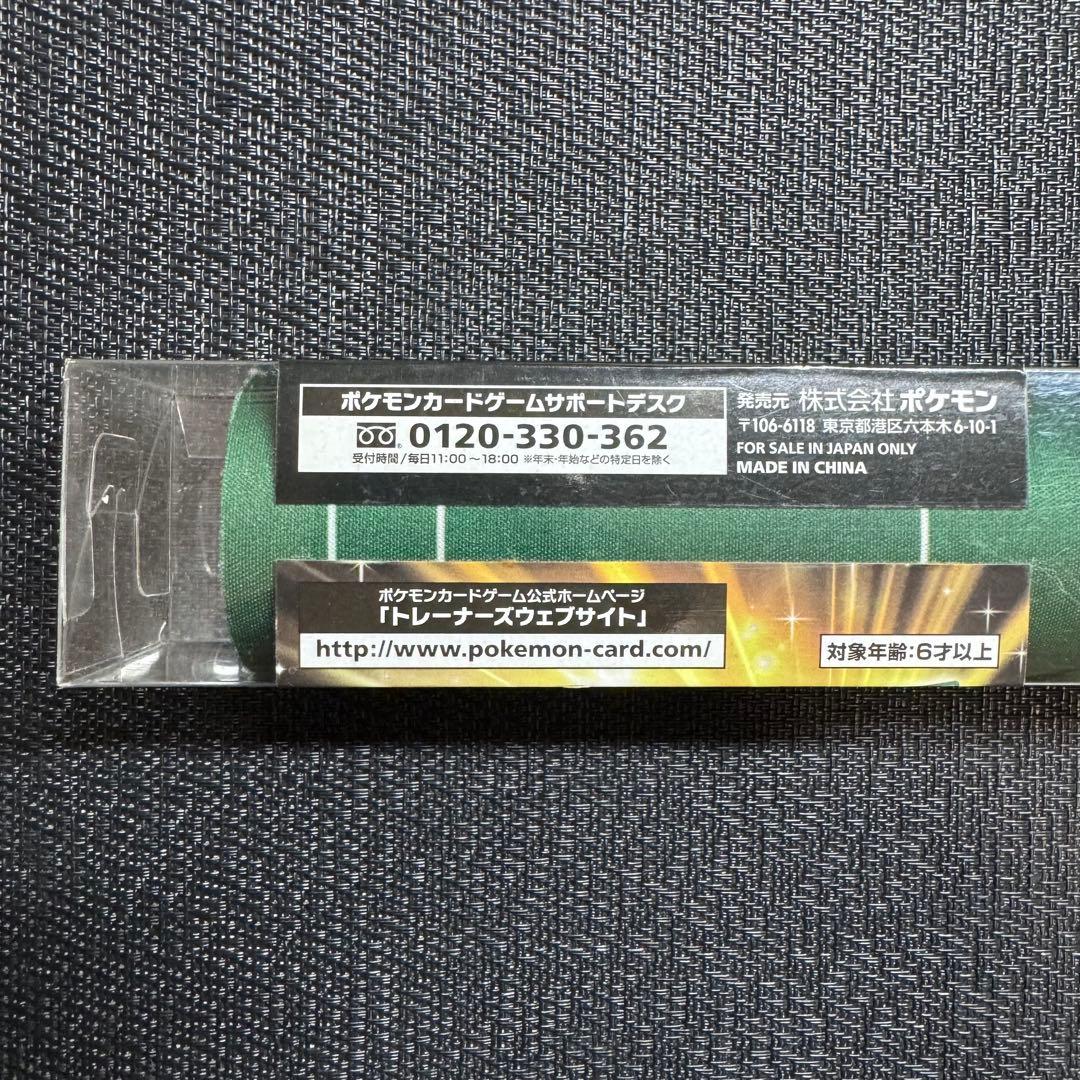 ポケモンカードゲームサポートデスク
0120-330-362
受付時間/毎日11:00~18:00 ※年末・年始などの特定日を除く
発売元 株式会社 ポケモン
〒106-6118 東京都港区六本木6-10-1
FOR SALE IN JAPAN ONLY
MADE IN CHINA
ポケモンカードゲーム公式ホームページ
「トレーナーズウェブサイト」
http://www.pokemon-card.com/
対象年齢:6才以上